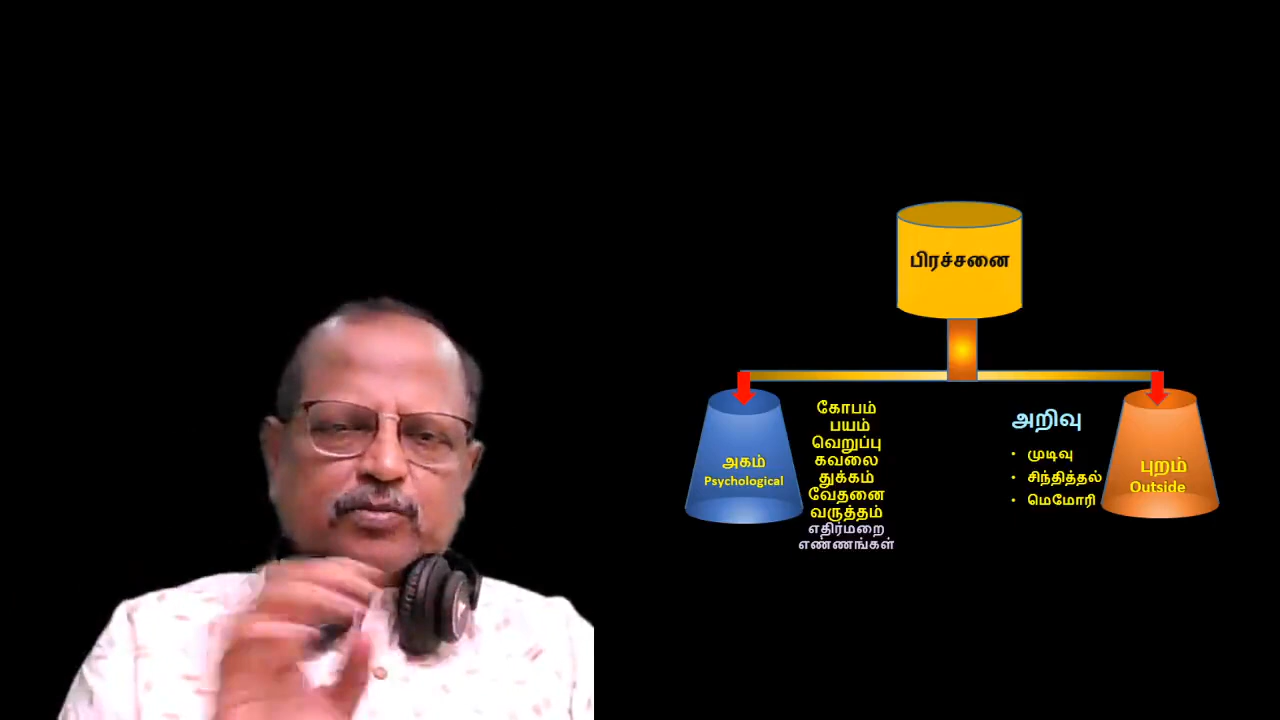 பிரச்சனை
அகம்
Psychological
கோபம்
பயம்
வெறுப்பு
கவலை
துக்கம்
வேதனை
வருத்தம்
எதிர்மறை
எண்ணங்கள்
அறிவு
• முடிவு
• சிந்தித்தல்
• மெமோரி
புறம்
Outside